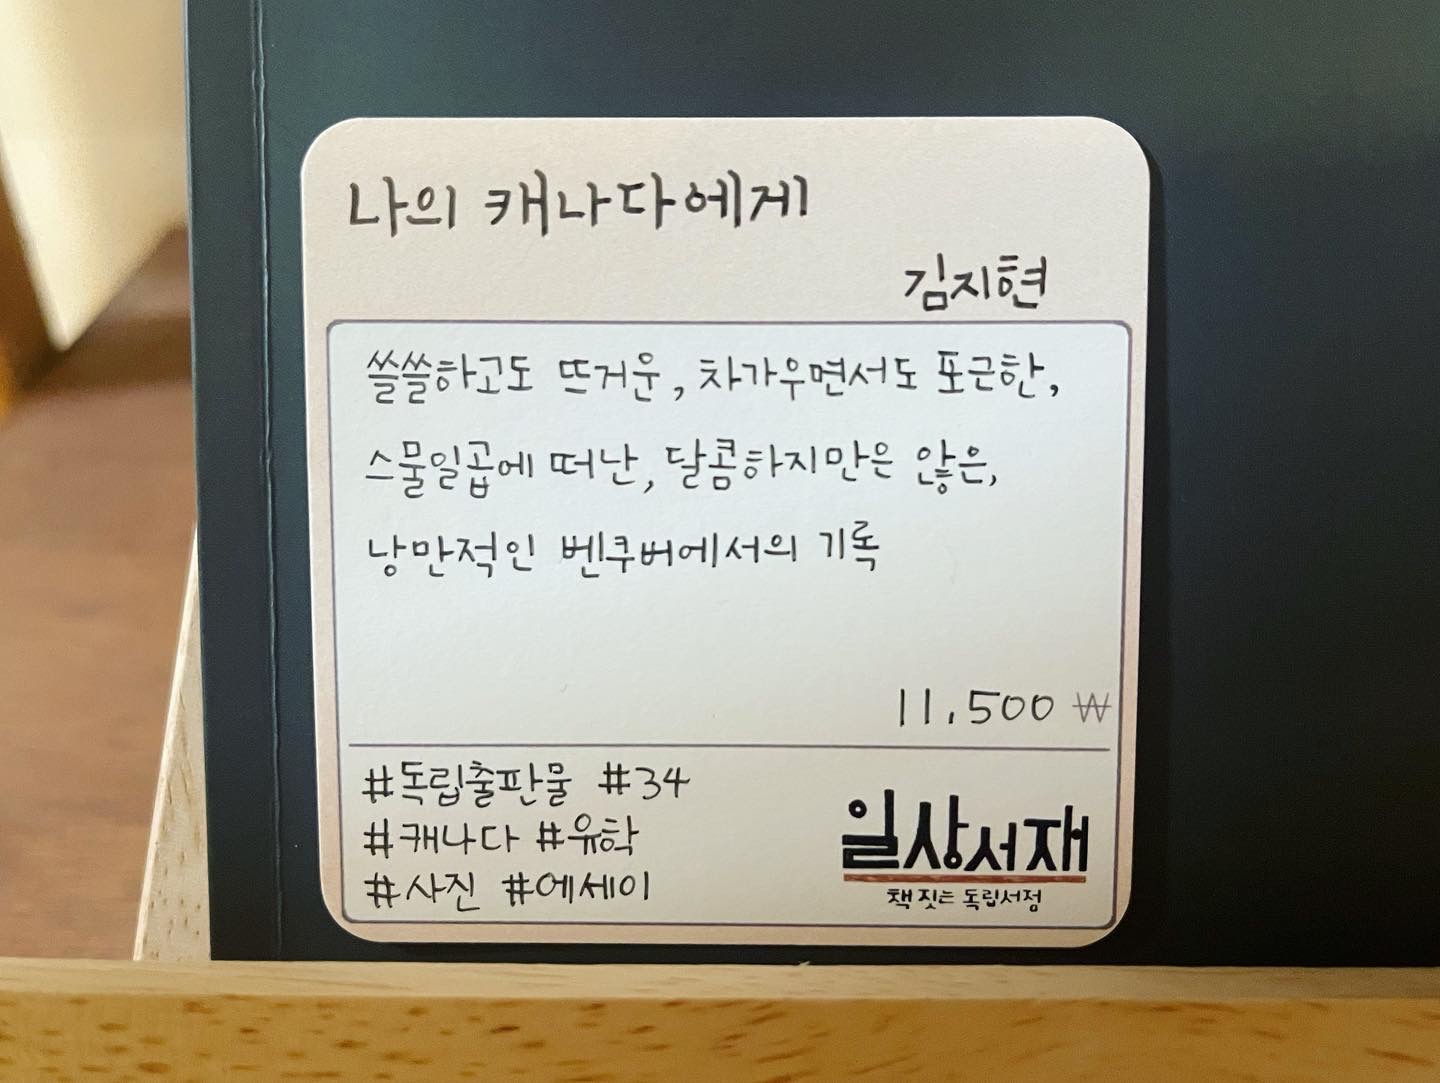 나의 캐나다에게
김지현
쓸쓸하고도 뜨거운, 차가우면서도 포근한,
스물일곱에 떠난, 달콤하지만은 않은,
낭만적인 벤쿠버에서의 기록
11,500 ₩
#독립출판물 #34
#캐나다 #유학
#사진 #에세이
일상서재
책 짓는 독립서점